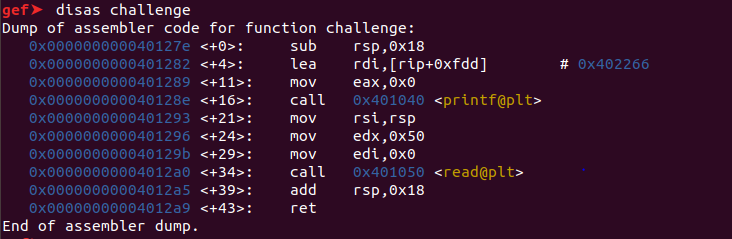 gef➤ disas challenge
Dump of assembler code for function challenge:
   0x000000000040127e <+0>:	sub    rsp,0x18
   0x0000000000401282 <+4>:	lea    rdi,[rip+0xfdd]        # 0x402266
   0x0000000000401289 <+11>:	mov    eax,0x0
   0x000000000040128e <+16>:	call   0x401040 <printf@plt>
   0x0000000000401293 <+21>:	mov    rsi,rsp
   0x0000000000401296 <+24>:	mov    edx,0x50
   0x000000000040129b <+29>:	mov    edi,0x0
   0x00000000004012a0 <+34>:	call   0x401050 <read@plt>
   0x00000000004012a5 <+39>:	add    rsp,0x18
   0x00000000004012a9 <+43>:	ret
End of assembler dump.